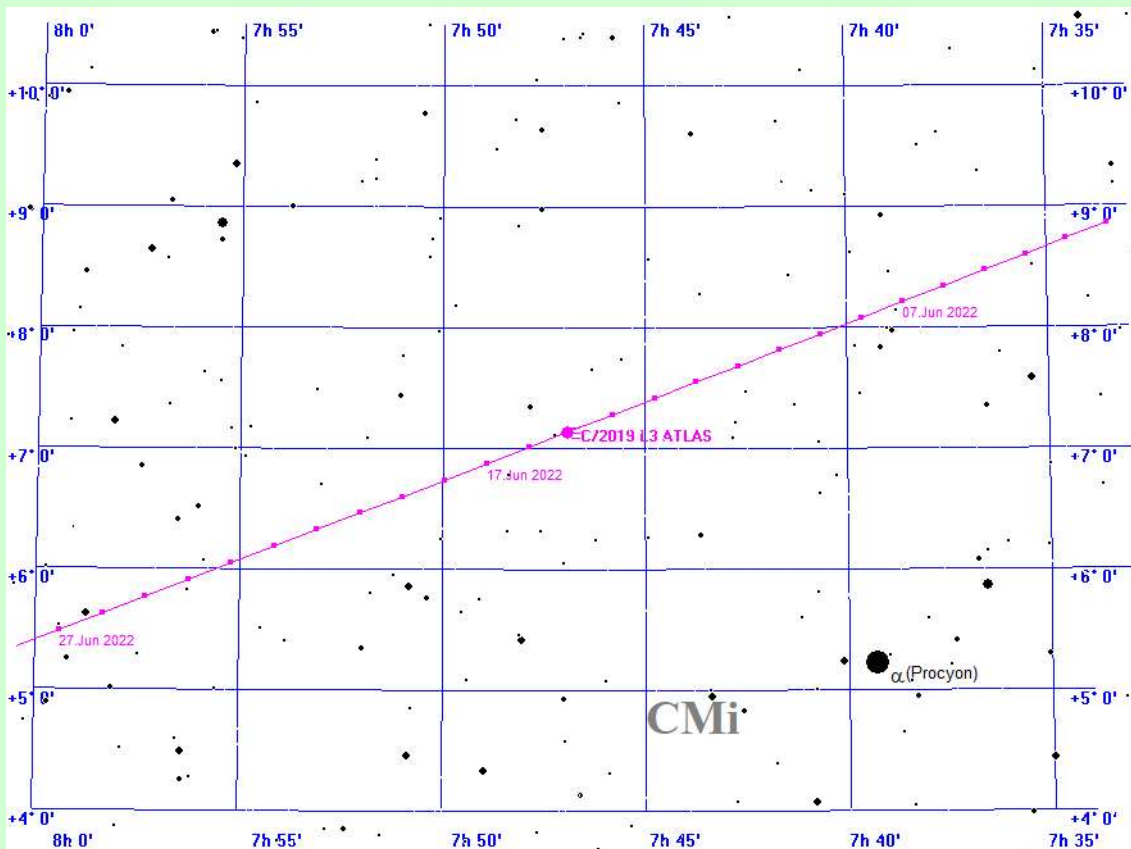 8h 0' 7h 55' 7h 50' 7h 45' 7h 40' 7h 35'
+10° 0' +10° 0'
+9° 0' +9° 0'
07.Jun 2022
+8° 0' +8° 0'
C/2019 L3 ATLAS
+7° 0' +7° 0'
17.Jun 2022
+6° 0' +6° 0'
27.Jun 2022
α(Procyon)
+5° 0' +5° 0'
CMi
+4° 0' +4° 0'
8h 0' 7h 55' 7h 50' 7h 45' 7h 40' 7h 35'